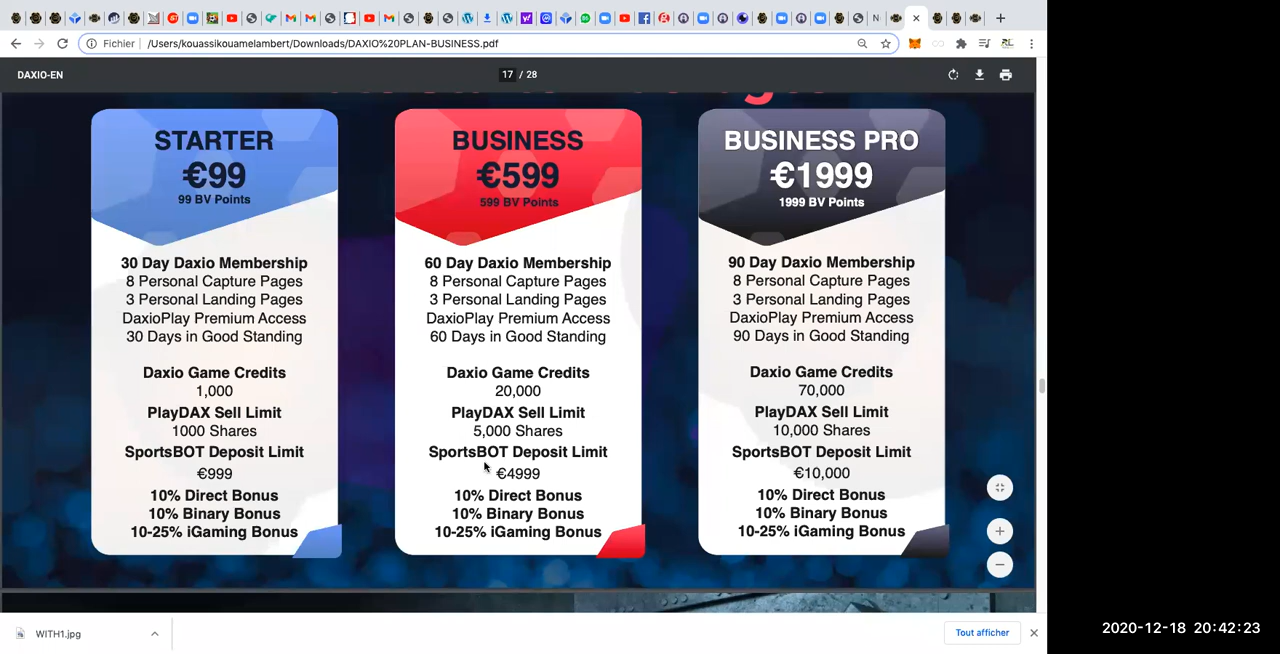 Fichier
/Users/kouassikouamelambert/Downloads/DAXIO%20PLAN-BUSINESS.pdf
DAXIO-EN
17 / 28
STARTER
€99
99 BV Points
30 Day Daxio Membership
8 Personal Capture Pages
3 Personal Landing Pages
DaxioPlay Premium Access
30 Days in Good Standing
Daxio Game Credits
1,000
PlayDAX Sell Limit
1000 Shares
SportsBOT Deposit Limit
€999
10% Direct Bonus
10% Binary Bonus
10-25% iGaming Bonus
BUSINESS
€599
599 BV Points
60 Day Daxio Membership
8 Personal Capture Pages
3 Personal Landing Pages
DaxioPlay Premium Access
60 Days in Good Standing
Daxio Game Credits
20,000
PlayDAX Sell Limit
5,000 Shares
SportsBOT Deposit Limit
€4999
10% Direct Bonus
10% Binary Bonus
10-25% iGaming Bonus
BUSINESS PRO
€1999
1999 BV Points
90 Day Daxio Membership
8 Personal Capture Pages
3 Personal Landing Pages
DaxioPlay Premium Access
90 Days in Good Standing
Daxio Game Credits
70,000
PlayDAX Sell Limit
10,000 Shares
SportsBOT Deposit Limit
€10,000
10% Direct Bonus
10% Binary Bonus
10-25% iGaming Bonus
WITH1.jpg
Tout afficher
2020-12-18 20:42:23